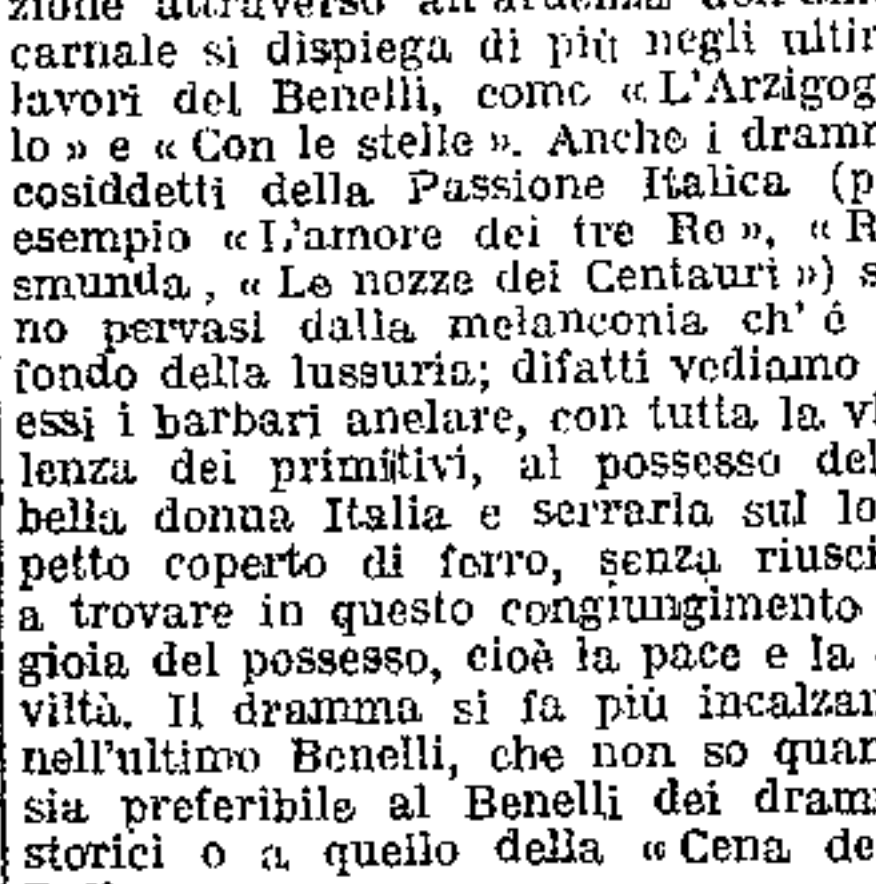 zione attraverso all'ardenza
carnale si dispiega di più negli ultir
lavori del Benelli, come « L'Arzigog
lo » e « Con le stelle ». Anche i dramm
cosiddetti della Passione Italica (p
esempio « L'amore dei tre Re », « R
smunda , « Le nozze dei Centauri ») s
no pervasi dalla melanconia ch' é
fondo della lussuria; difatti vediamo
essi i barbari anelare, con tutta la vi
lenza dei primitivi, al possesso del
bella donna Italia e serrarla sul lo
petto coperto di ferro, senza riusci
a trovare in questo congiungimento
gioia del possesso, cioè la pace e la
viltà. Il dramma si fa più incalzan
nell'ultimo Benelli, che non so quan
sia preferibile al Benelli dei dram
storici o a quello della « Cena de